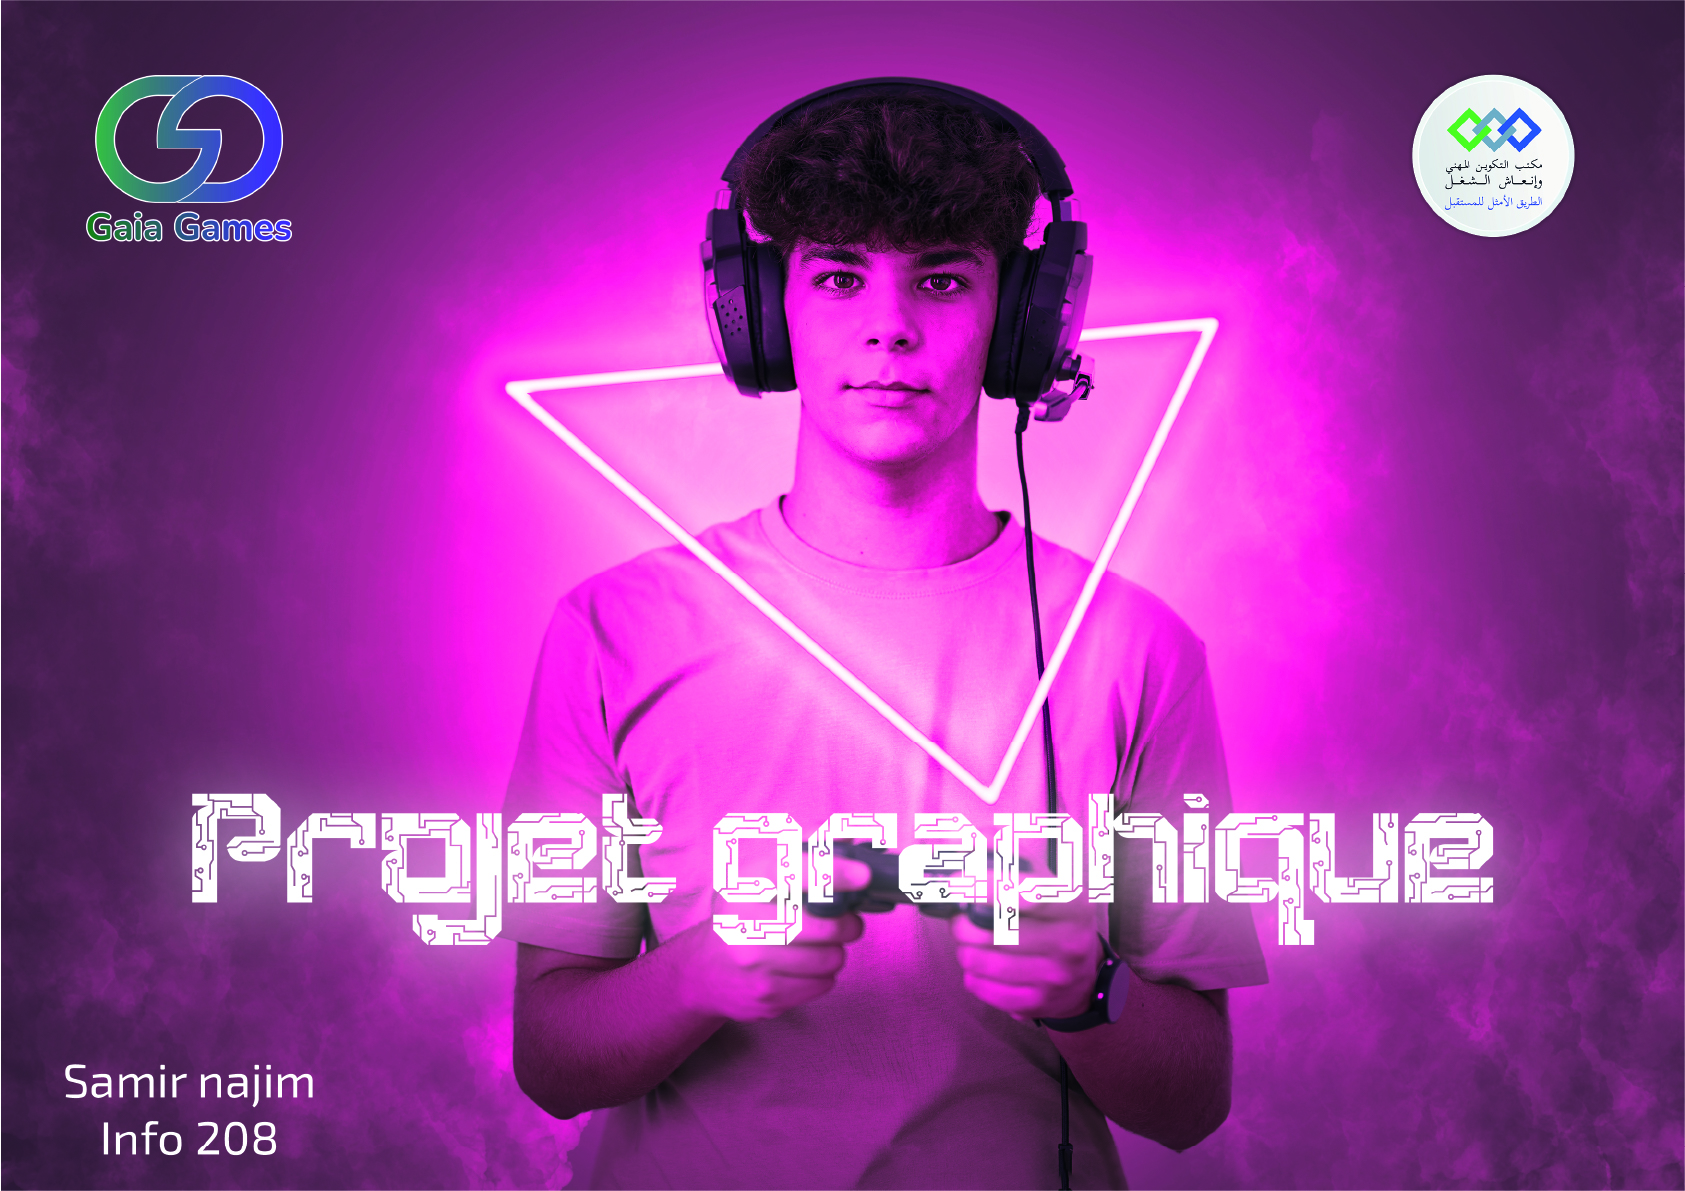 Gaia Games
مكتب التكوين المهني
وإنعاش الشغل
الطريق الأمثل للمستقبل
Projet graphique
Samir najim
Info 208